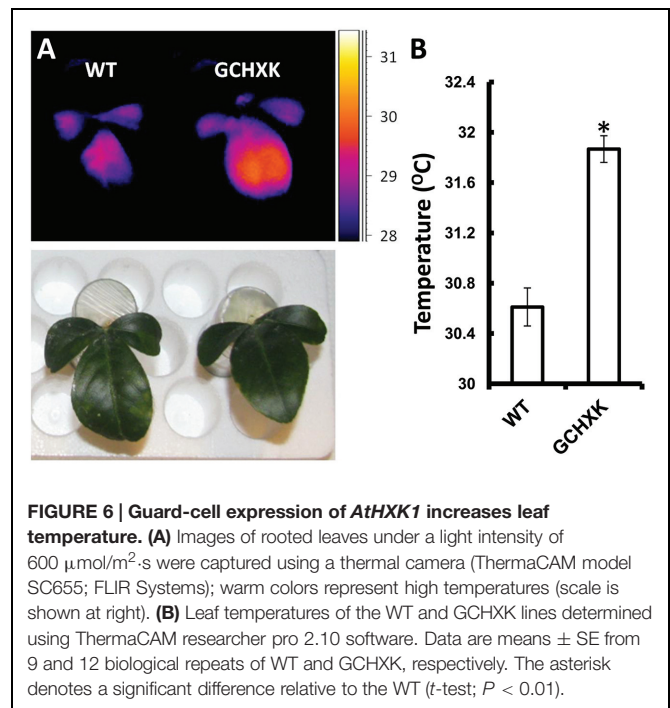 A
WT
GCHXK
31
30
29
28
B
Temperature (⁰C)
32.4
32
31.6
31.2
30.8
30.4
30
*
WT
GCHXK
FIGURE 6 | Guard-cell expression of AtHXK1 increases leaf
temperature. (A) Images of rooted leaves under a light intensity of
600 μmol/m²·s were captured using a thermal camera (ThermaCAM model
SC655; FLIR Systems); warm colors represent high temperatures (scale is
shown at right). (B) Leaf temperatures of the WT and GCHXK lines determined
using ThermaCAM researcher pro 2.10 software. Data are means ± SE from
9 and 12 biological repeats of WT and GCHXK, respectively. The asterisk
denotes a significant difference relative to the WT (t-test; P < 0.01).